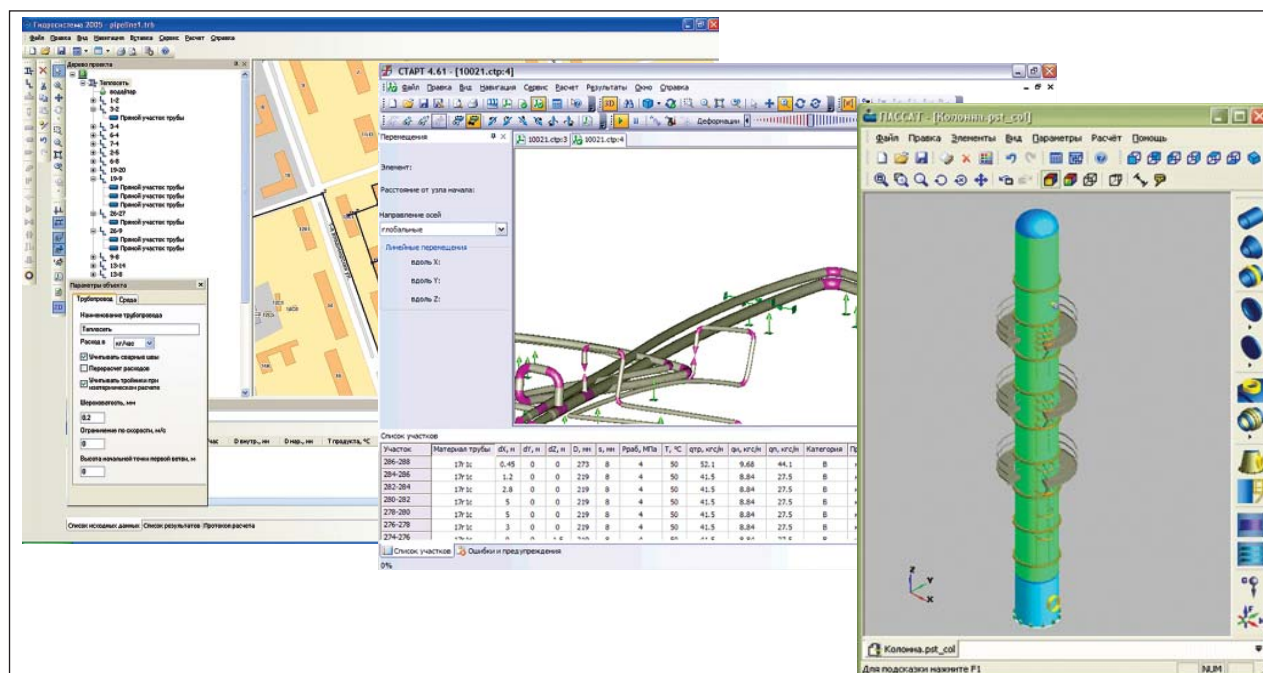 Гидросистема 2005 - pipeline1.trb
Файл Правка Вид Навигация Вставка Сервис Расчет Справка
Дерево проекта
Теплосеть
1-2
3-2
Прямой участок трубы
3-4
6-4
7-4
2-5
6-8
19-20
19-9
Прямой участок трубы
Прямой участок трубы
Прямой участок трубы
26-27
Прямой участок трубы
26-9
Прямой участок трубы
Прямой участок трубы
9-8
13-14
13-8
Параметры объекта
Трубопровод Среда
Наименование трубопровода
Теплосеть
Расход в кг/час
Учитывать сварные швы
Перерасчет расходов
Учитывать тройники при
изотермическом расчете
Шероховатость, мм
0.2
Ограничение по скорости, м/с
0
Высота начальной точки первой ветви, м
0
час D внутр., мм D нар., мм T продукта, °C
Список исходных данных Список результатов Протокол расчета
СТАРТ 4.61 - [10021.ctp:4]
Файл Правка Вид Навигация Сервис Расчет Результаты Окно Справка
3D Деформации
Перемещения
10021.ctp:3 10021.ctp:4
Элемент:
Расстояние от узла начала:
Направление осей
глобальные
Линейные перемещения
вдоль X:
вдоль Y:
вдоль Z:
Список участков
Участок Материал трубы dX, м dY, м dZ, м D, мм s, мм Pраб, МПа T, °C qтр, кгс/м qи, кгс/м qп, кгс/м Категория
286-288 17г1с 0.45 0 0 273 8 4 50 52.1 9.68 44.1 В
284-286 17г1с 1.2 0 0 219 8 4 50 41.5 8.84 27.5 В
282-284 17г1с 2.8 0 0 219 8 4 50 41.5 8.84 27.5 В
280-282 17г1с 5 0 0 219 8 4 50 41.5 8.84 27.5 В
278-280 17г1с 5 0 0 219 8 4 50 41.5 8.84 27.5 В
276-278 17г1с 3 0 0 219 8 4 50 41.5 8.84 27.5 В
274-276
Список участков Ошибки и предупреждения
0%
ПАССАТ - [Колонна.pst_col]
Файл Правка Элементы Вид Параметры Расчёт Помощь
Z
Y
X
Колонна.pst_col
Для подсказки нажмите F1 NUM